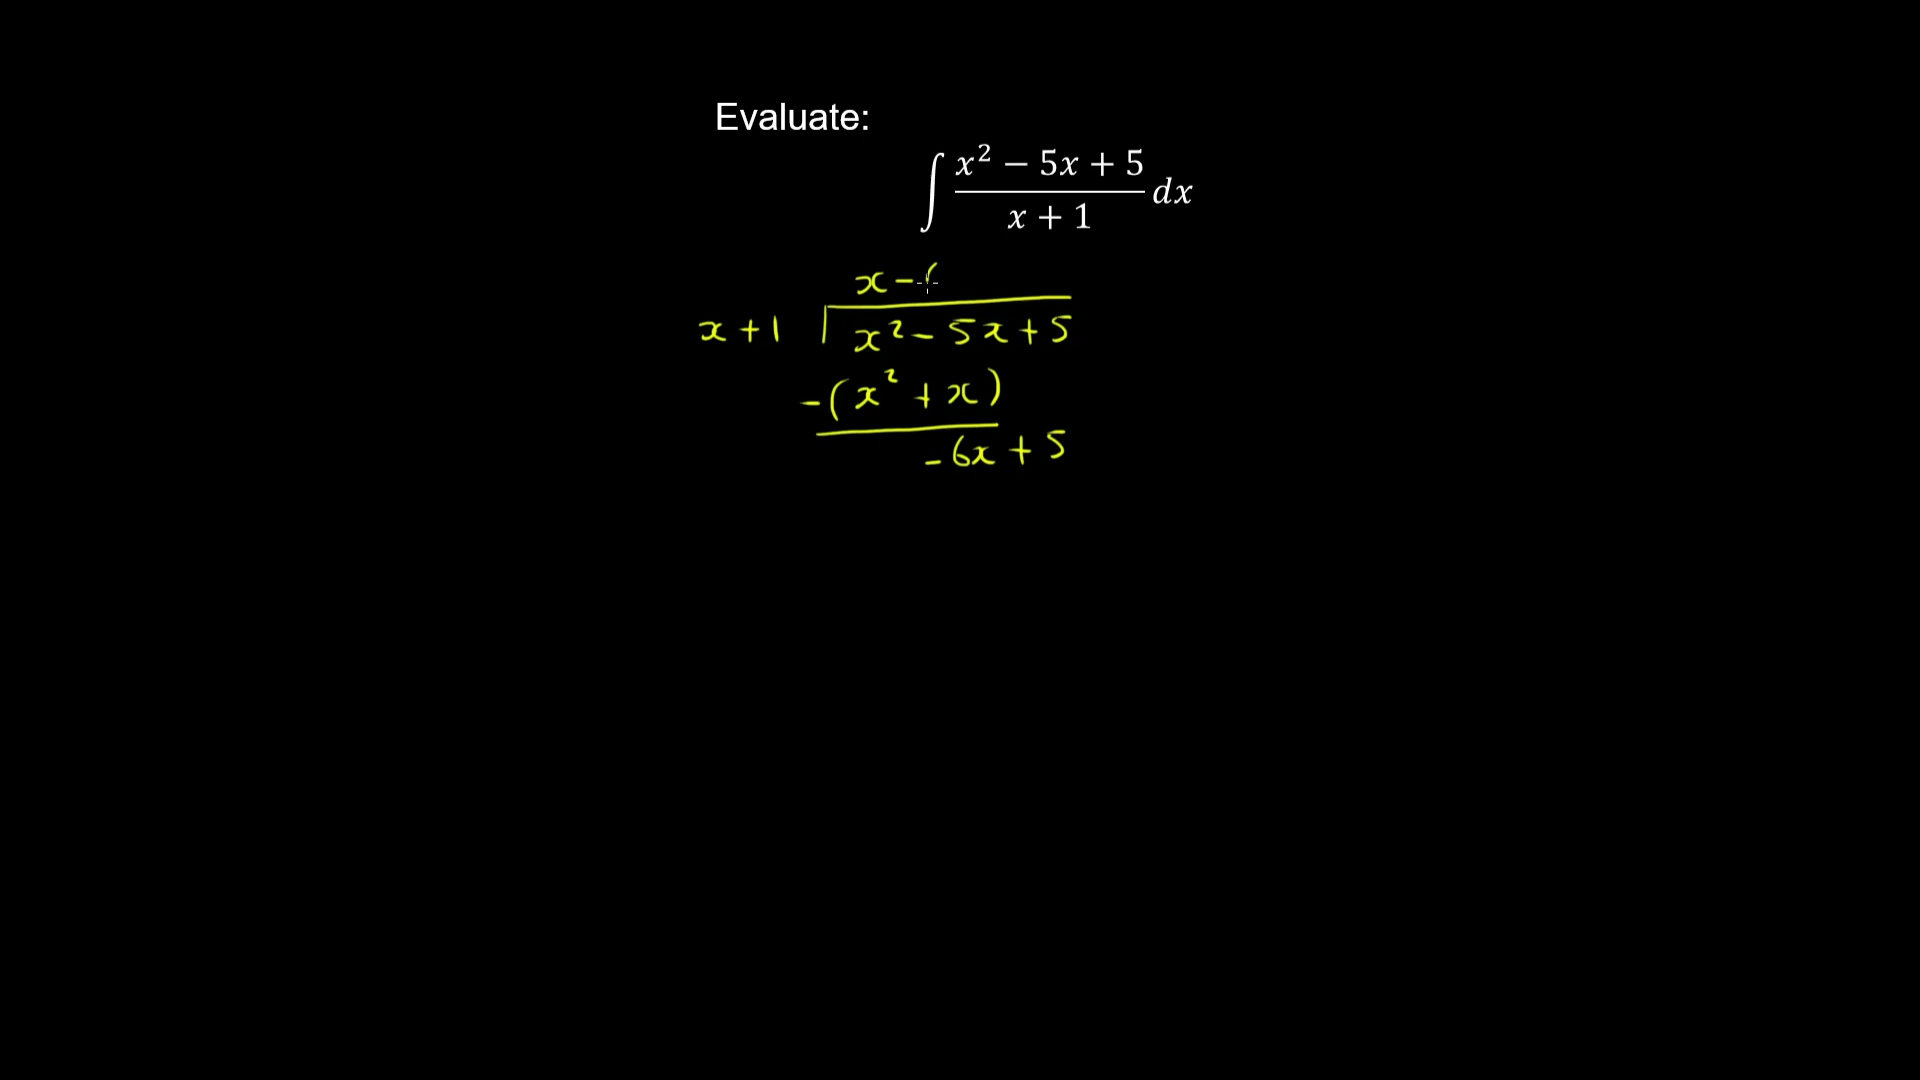 Evaluate:
∫ (x² − 5x + 5)/(x + 1) dx
x −
x + 1 | x² − 5x + 5
−(x² + x)
− 6x + 5